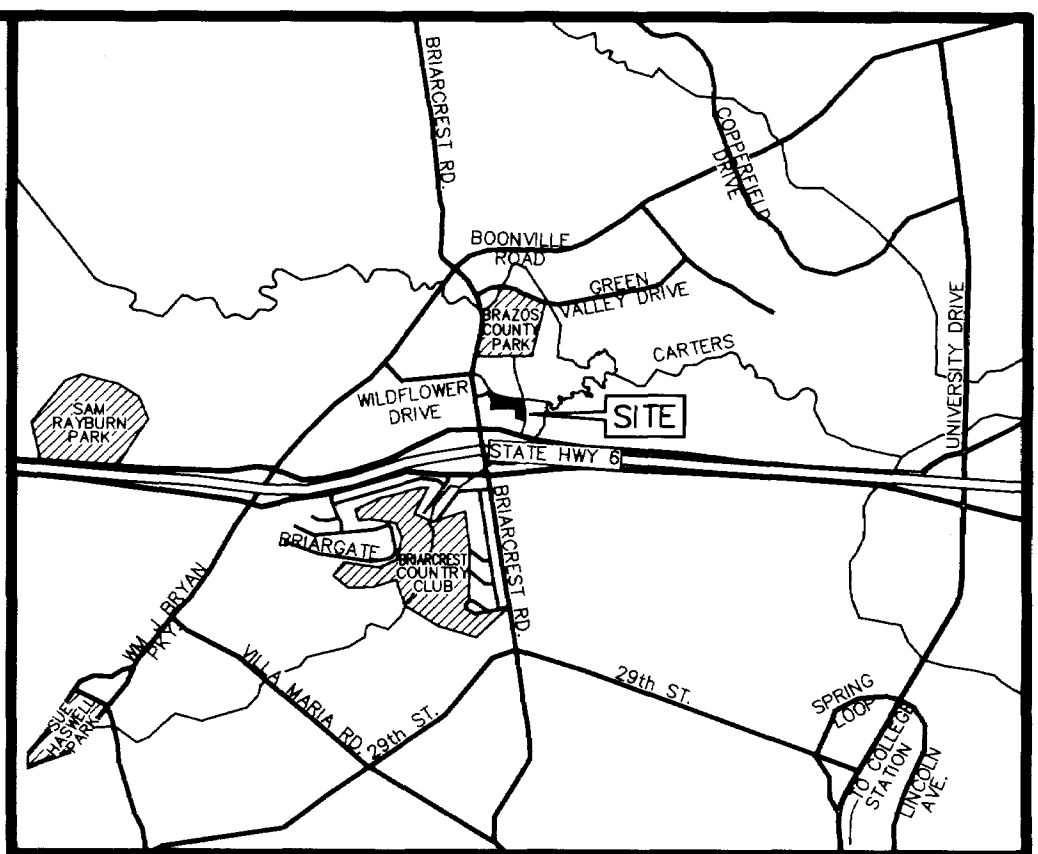 BRIARCREST RD.
COPPERFIELD
DRIVE
BOONVILLE
ROAD
GREEN
VALLEY DRIVE
BRAZOS
COUNTY
PARK
CARTERS
UNIVERSITY DRIVE
WILDFLOWER
DRIVE
SITE
SAM
RAYBURN
PARK
STATE HWY 6
BRIARCREST RD.
BRIARGATE
BRIARCREST
COUNTRY
CLUB
WM J. BRYAN
PKY.
VILLA MARIA RD.
29th ST.
29th ST.
SUE
HASWELL
PARK
SPRING
LOOP
TO COLLEGE
STATION
LINCOLN
AVE.